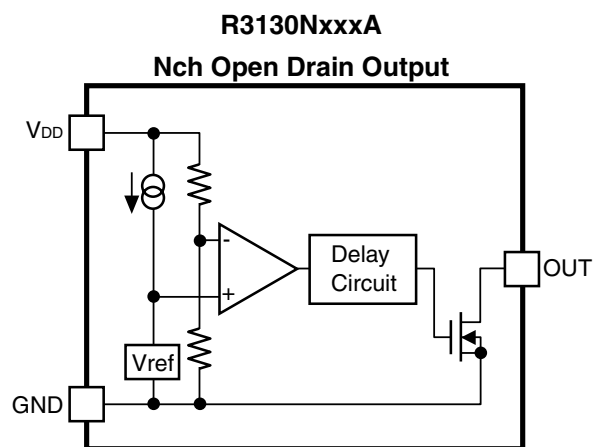 R3130NxxxA
Nch Open Drain Output
VDD
-
Delay
Circuit
OUT
+
Vref
GND